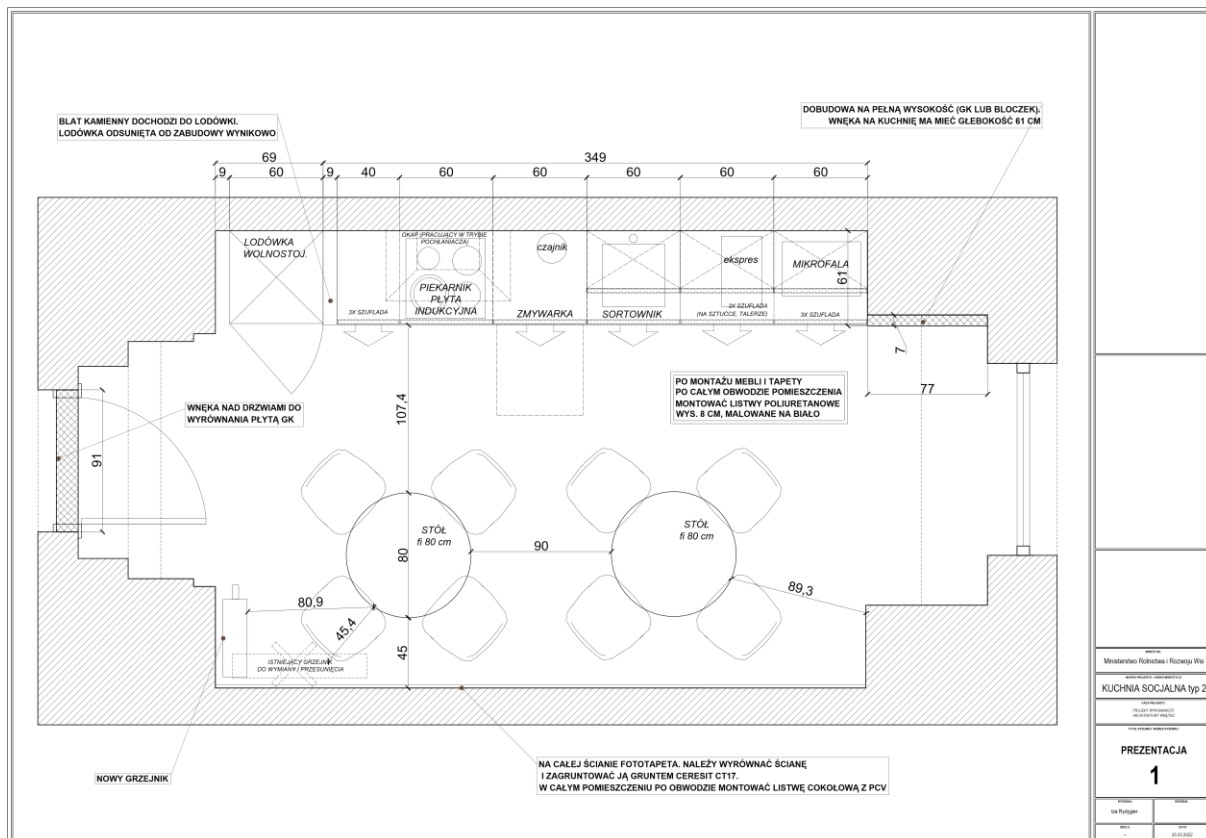 BLAT KAMIENNY DOCHODZI DO LODÓWKI.
LODÓWKA ODSUNIĘTA OD ZABUDOWY WYNIKOWO
DOBUDOWA NA PEŁNĄ WYSOKOŚĆ (GK LUB BLOCZEK).
WNĘKA NA KUCHNIĘ MA MIEĆ GŁEBOKOŚĆ 61 CM
69
349
9
60
9
40
60
60
60
60
60
LODÓWKA
WOLNOSTOJ.
OKAP (PRACUJĄCY W TRYBIE
POCHŁANIACZA)
czajnik
ekspres
MIKROFALA
61
PIEKARNIK
PŁYTA
INDUKCYJNA
3X SZUFLADA
ZMYWARKA
SORTOWNIK
3X SZUFLADA
(NA SZTUĆCE, TALERZE)
3X SZUFLADA
7
77
PO MONTAŻU MEBLI I TAPETY
PO CAŁYM OBWODZIE POMIESZCZENIA
MONTOWAĆ LISTWY POLIURETANOWE
WYS. 8 CM, MALOWANE NA BIAŁO
WNĘKA NAD DRZWIAMI DO
WYRÓWNANIA PŁYTĄ GK
107,4
91
STÓŁ
fi 80 cm
STÓŁ
fi 80 cm
80
90
89,3
80,9
45,4
45
ISTNIEJĄCY GRZEJNIK
DO WYMIANY / PRZESUNIĘCIA
NOWY GRZEJNIK
NA CAŁEJ ŚCIANIE FOTOTAPETA. NALEŻY WYRÓWNAĆ ŚCIANĘ
I ZAGRUNTOWAĆ JĄ GRUNTEM CERESIT CT17.
W CAŁYM POMIESZCZENIU PO OBWODZIE MONTOWAĆ LISTWĘ COKOŁOWĄ Z PCV
Ministerstwo Rolnictwa i Rozwoju Wsi
KUCHNIA SOCJALNA typ 2
PROJEKT WYKONAWCZY
ARCHITEKTURY WNĘTRZ
PREZENTACJA
1
Iza Rydygier